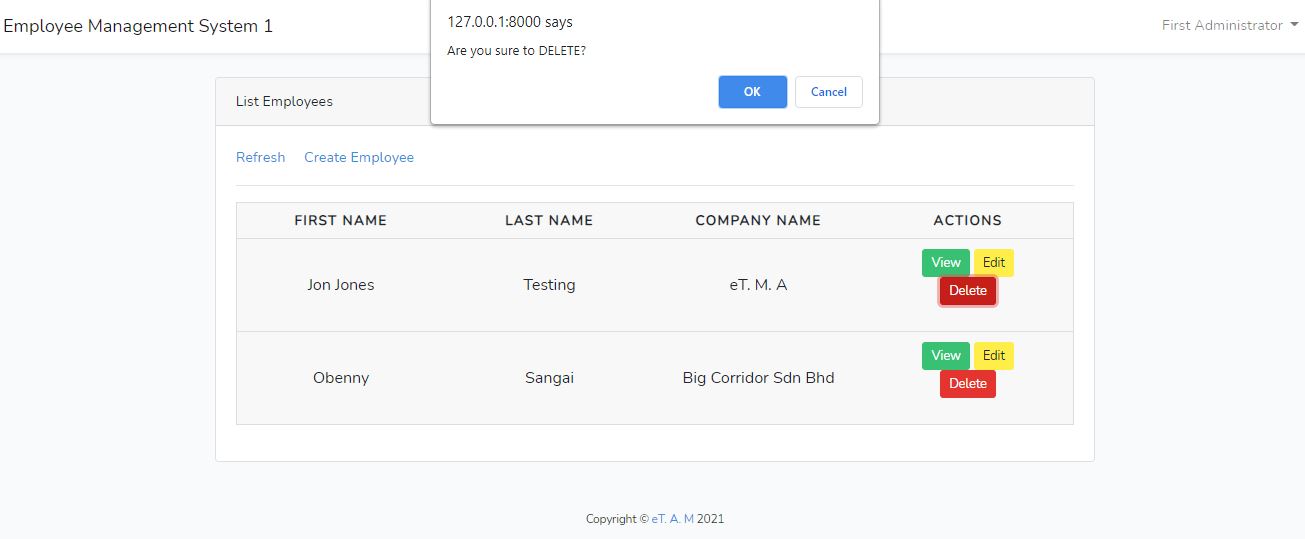 Employee Management System 1
First Administrator
127.0.0.1:8000 says
Are you sure to DELETE?
OK Cancel
List Employees
Refresh Create Employee
FIRST NAME LAST NAME COMPANY NAME ACTIONS
Jon Jones Testing eT. M. A View Edit
Delete
Obenny Sangai Big Corridor Sdn Bhd View Edit
Delete
Copyright © eT. A. M 2021